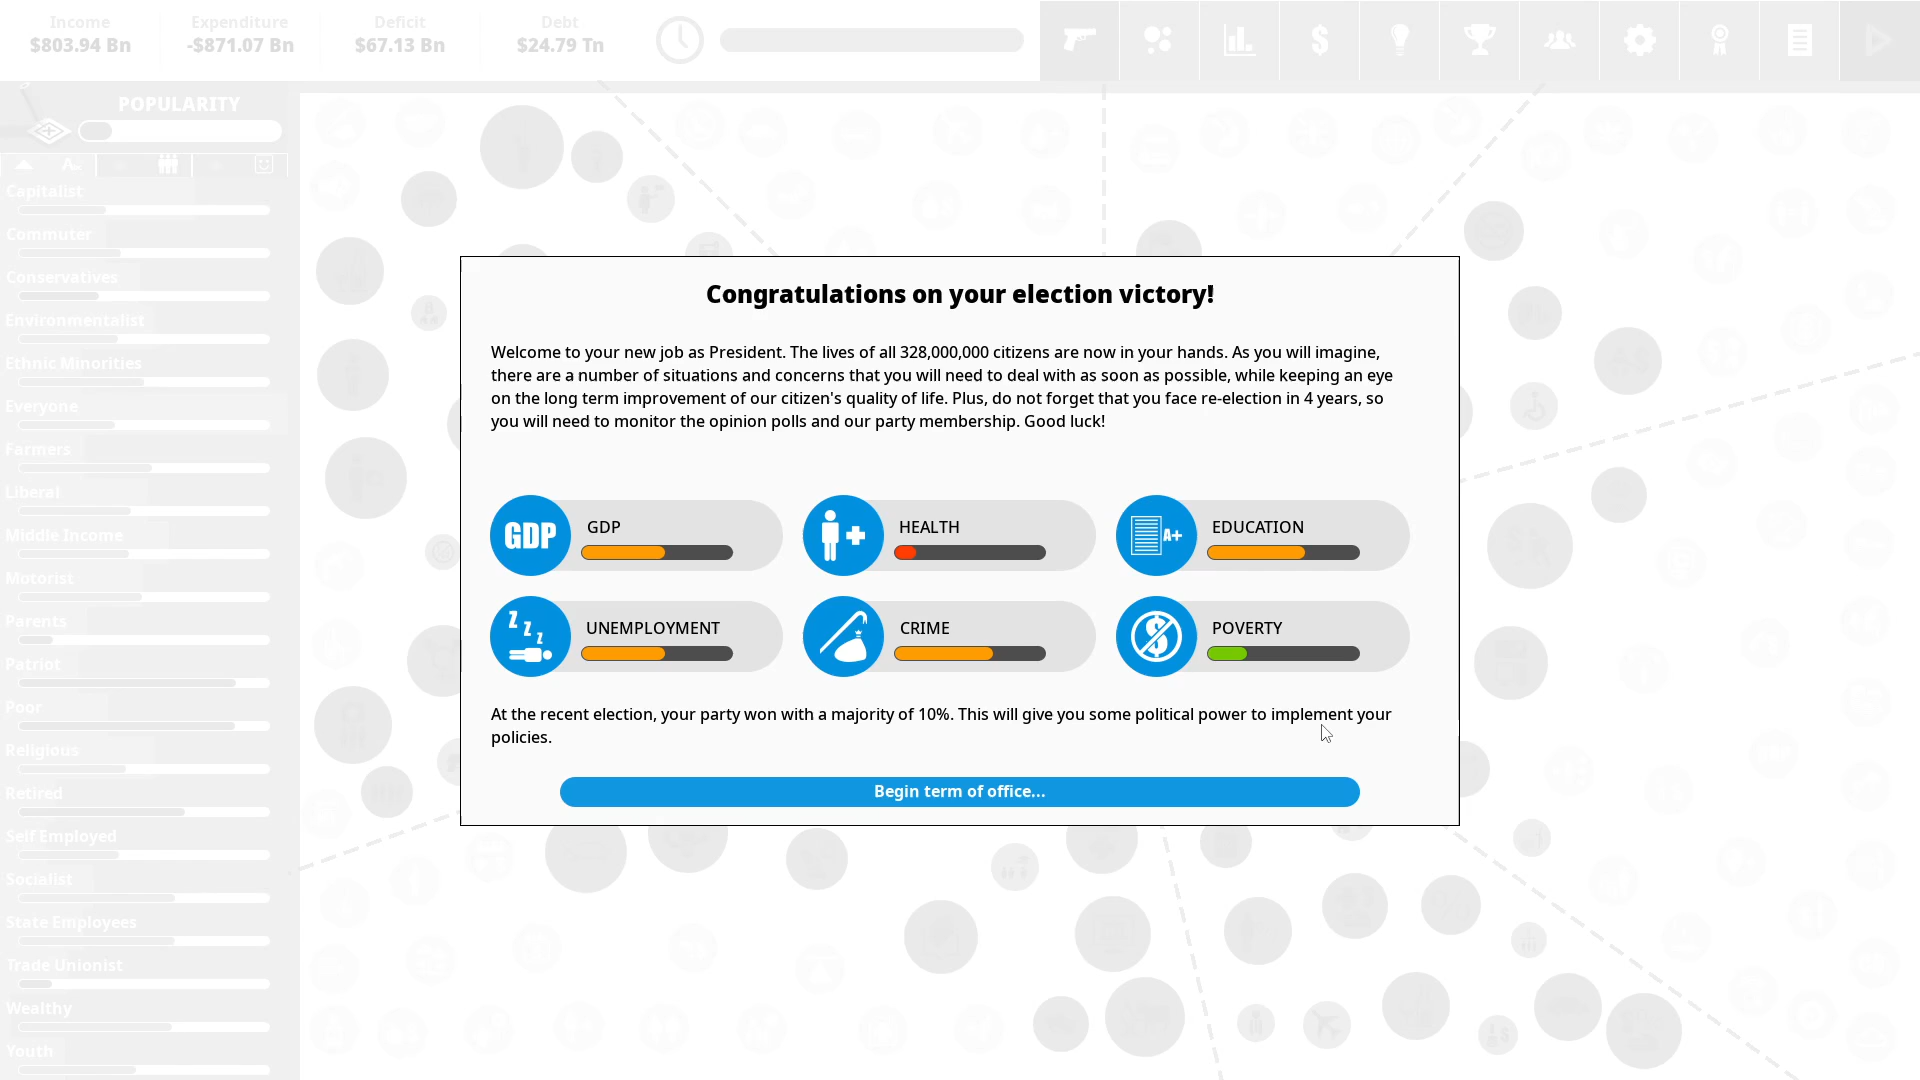 Income
Expenditure
Deficit
Debt
$803.94 Bn
-$871.07 Bn
$67.13 Bn
$24.79 Tn
POPULARITY
Capitalist
Commuter
Conservatives
Environmentalist
Ethnic Minorities
Everyone
Farmers
Liberal
Middle Income
Motorist
Parents
Patriot
Poor
Religious
Retired
Self Employed
Socialist
State Employees
Trade Unionist
Wealthy
Youth
Congratulations on your election victory!
Welcome to your new job as President. The lives of all 328,000,000 citizens are now in your hands. As you will imagine,
there are a number of situations and concerns that you will need to deal with as soon as possible, while keeping an eye
on the long term improvement of our citizen's quality of life. Plus, do not forget that you face re-election in 4 years, so
you will need to monitor the opinion polls and our party membership. Good luck!
GDP
GDP
HEALTH
A+
EDUCATION
Z Z Z
UNEMPLOYMENT
CRIME
$
POVERTY
At the recent election, your party won with a majority of 10%. This will give you some political power to implement your
policies.
Begin term of office...